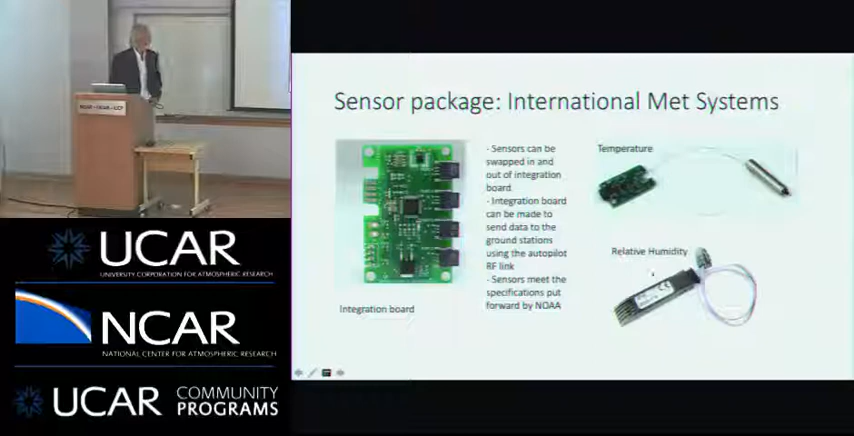 Sensor package: International Met Systems
- Sensors can be
swapped in and
out of integration
board
- Integration board
can be made to
send data to the
ground stations
using the autopilot
RF link
- Sensors meet the
specifications put
forward by NOAA
Integration board
Temperature
Relative Humidity
UCAR
UNIVERSITY CORPORATION FOR ATMOSPHERIC RESEARCH
NCAR
NATIONAL CENTER FOR ATMOSPHERIC RESEARCH
UCAR
COMMUNITY
PROGRAMS